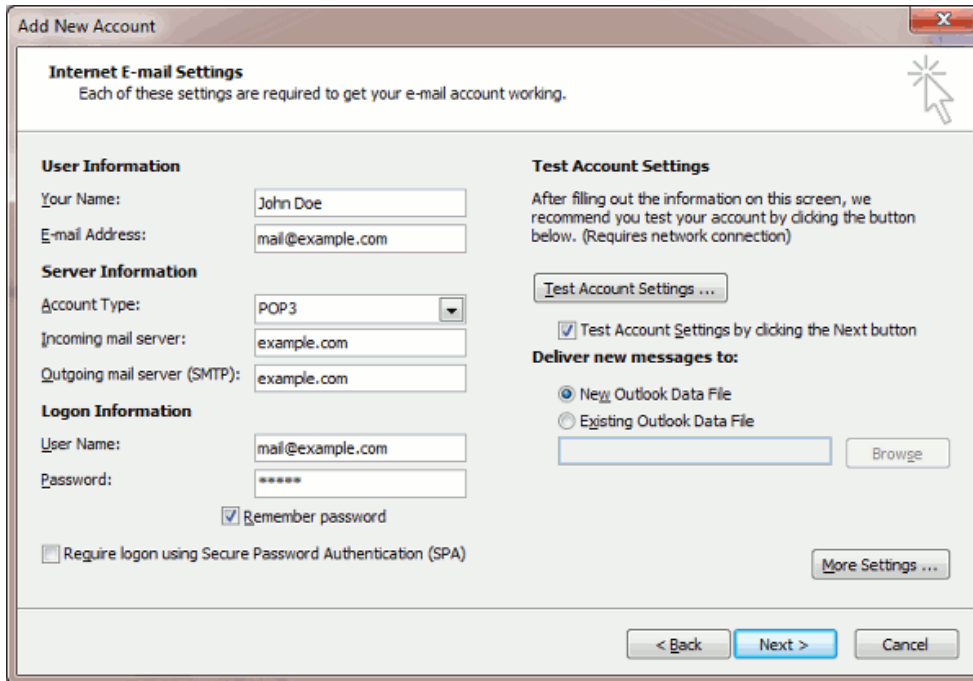 Add New Account
Internet E-mail Settings
Each of these settings are required to get your e-mail account working.
User Information
Your Name:
John Doe
E-mail Address:
mail@example.com
Server Information
Account Type:
POP3
Incoming mail server:
example.com
Outgoing mail server (SMTP):
example.com
Logon Information
User Name:
mail@example.com
Password:
*****
Remember password
Require logon using Secure Password Authentication (SPA)
Test Account Settings
After filling out the information on this screen, we
recommend you test your account by clicking the button
below. (Requires network connection)
Test Account Settings ...
Test Account Settings by clicking the Next button
Deliver new messages to:
New Outlook Data File
Existing Outlook Data File
Browse
More Settings ...
< Back
Next >
Cancel